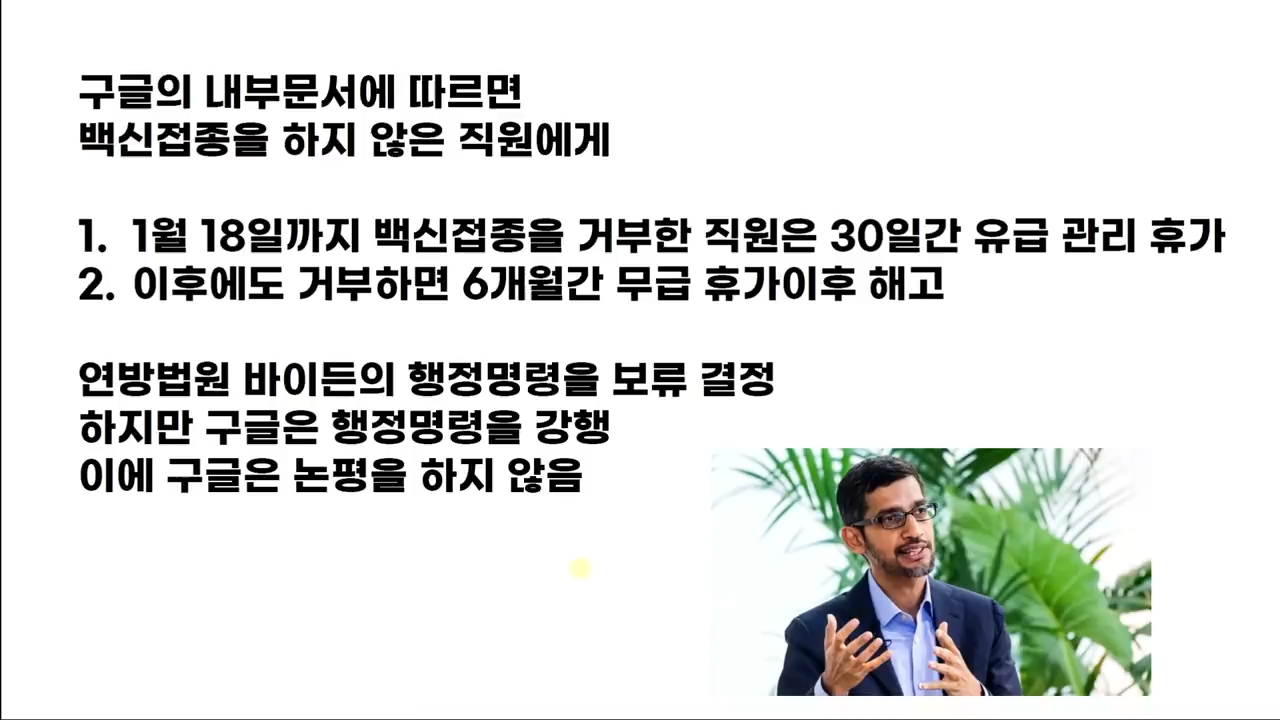 구글의 내부문서에 따르면
백신접종을 하지 않은 직원에게
1. 1월 18일까지 백신접종을 거부한 직원은 30일간 유급 관리 휴가
2. 이후에도 거부하면 6개월간 무급 휴가이후 해고
연방법원 바이든의 행정명령을 보류 결정
하지만 구글은 행정명령을 강행
이에 구글은 논평을 하지 않음